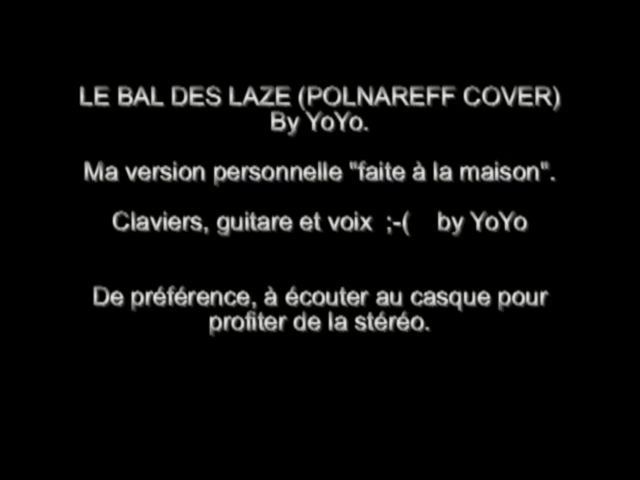 LE BAL DES LAZE (POLNAREFF COVER)
By YoYo.
Ma version personnelle "faite à la maison".
Claviers, guitare et voix  ;-(    by YoYo
De préférence, à écouter au casque pour
profiter de la stéréo.